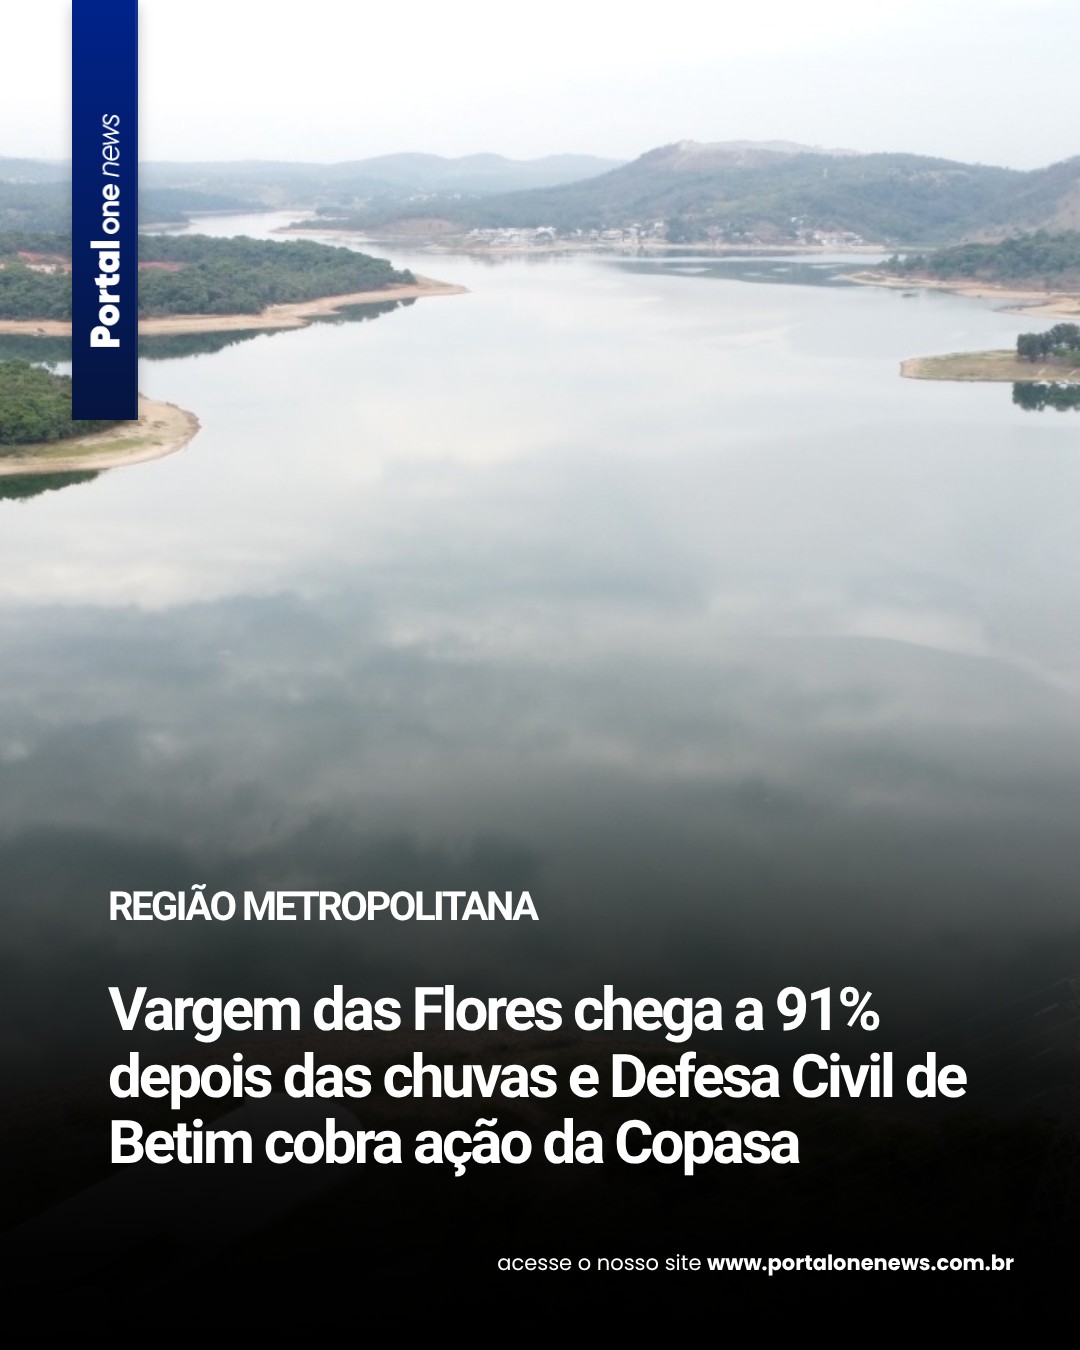 Portal one news
REGIÃO METROPOLITANA
Vargem das Flores chega a 91%
depois das chuvas e Defesa Civil de
Betim cobra ação da Copasa
acesse o nosso site www.portalonenews.com.br